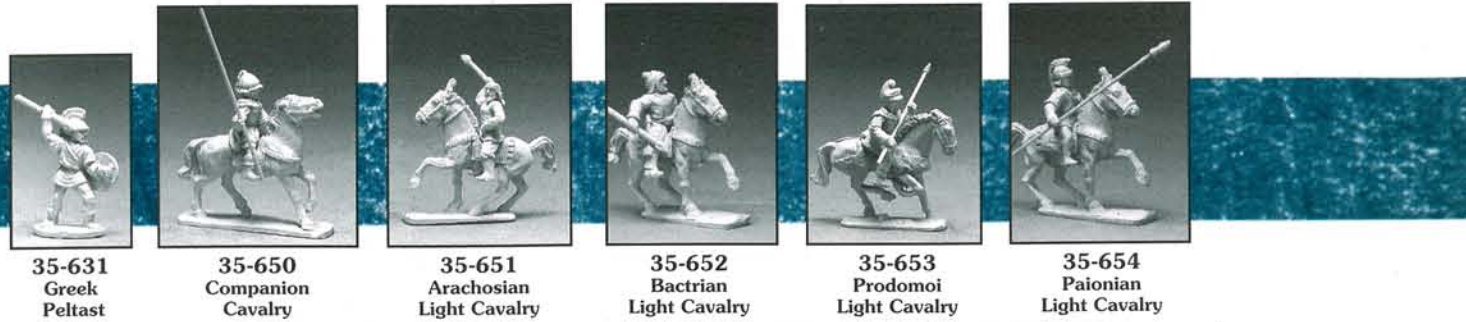 35-631
Greek
Peltast
35-650
Companion
Cavalry
35-651
Arachosian
Light Cavalry
35-652
Bactrian
Light Cavalry
35-653
Prodomoi
Light Cavalry
35-654
Paionian
Light Cavalry